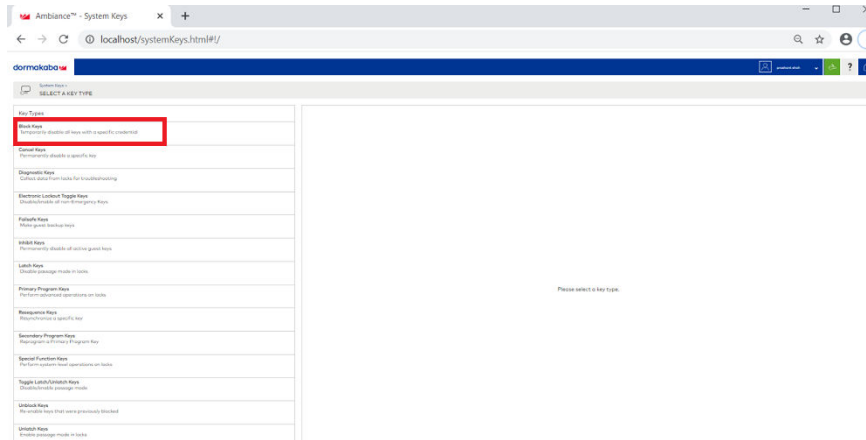 Ambiance™ - System Keys
localhost/systemKeys.html#!/
dormakaba
?
System Keys >
SELECT A KEY TYPE
Key Types
Block Keys
Temporarily disable all keys with a specific credential
Cancel Keys
Permanently disable a specific key
Diagnostic Keys
Collect data from locks for troubleshooting
Electronic Lockout Toggle Keys
Disable/enable all non-Emergency Keys
Failsafe Keys
Make guest backup keys
Inhibit Keys
Permanently disable all active guest keys
Latch Keys
Disable passage mode in locks
Primary Program Keys
Perform advanced operations on locks
Please select a key type.
Resequence Keys
Resynchronize a specific key
Secondary Program Keys
Reprogram a Primary Program Key
Special Function Keys
Perform system-level operations on locks
Toggle Latch/Unlatch Keys
Disable/enable passage mode
Unblock Keys
Re-enable keys that were previously blocked
Unlatch Keys
Enable passage mode in locks